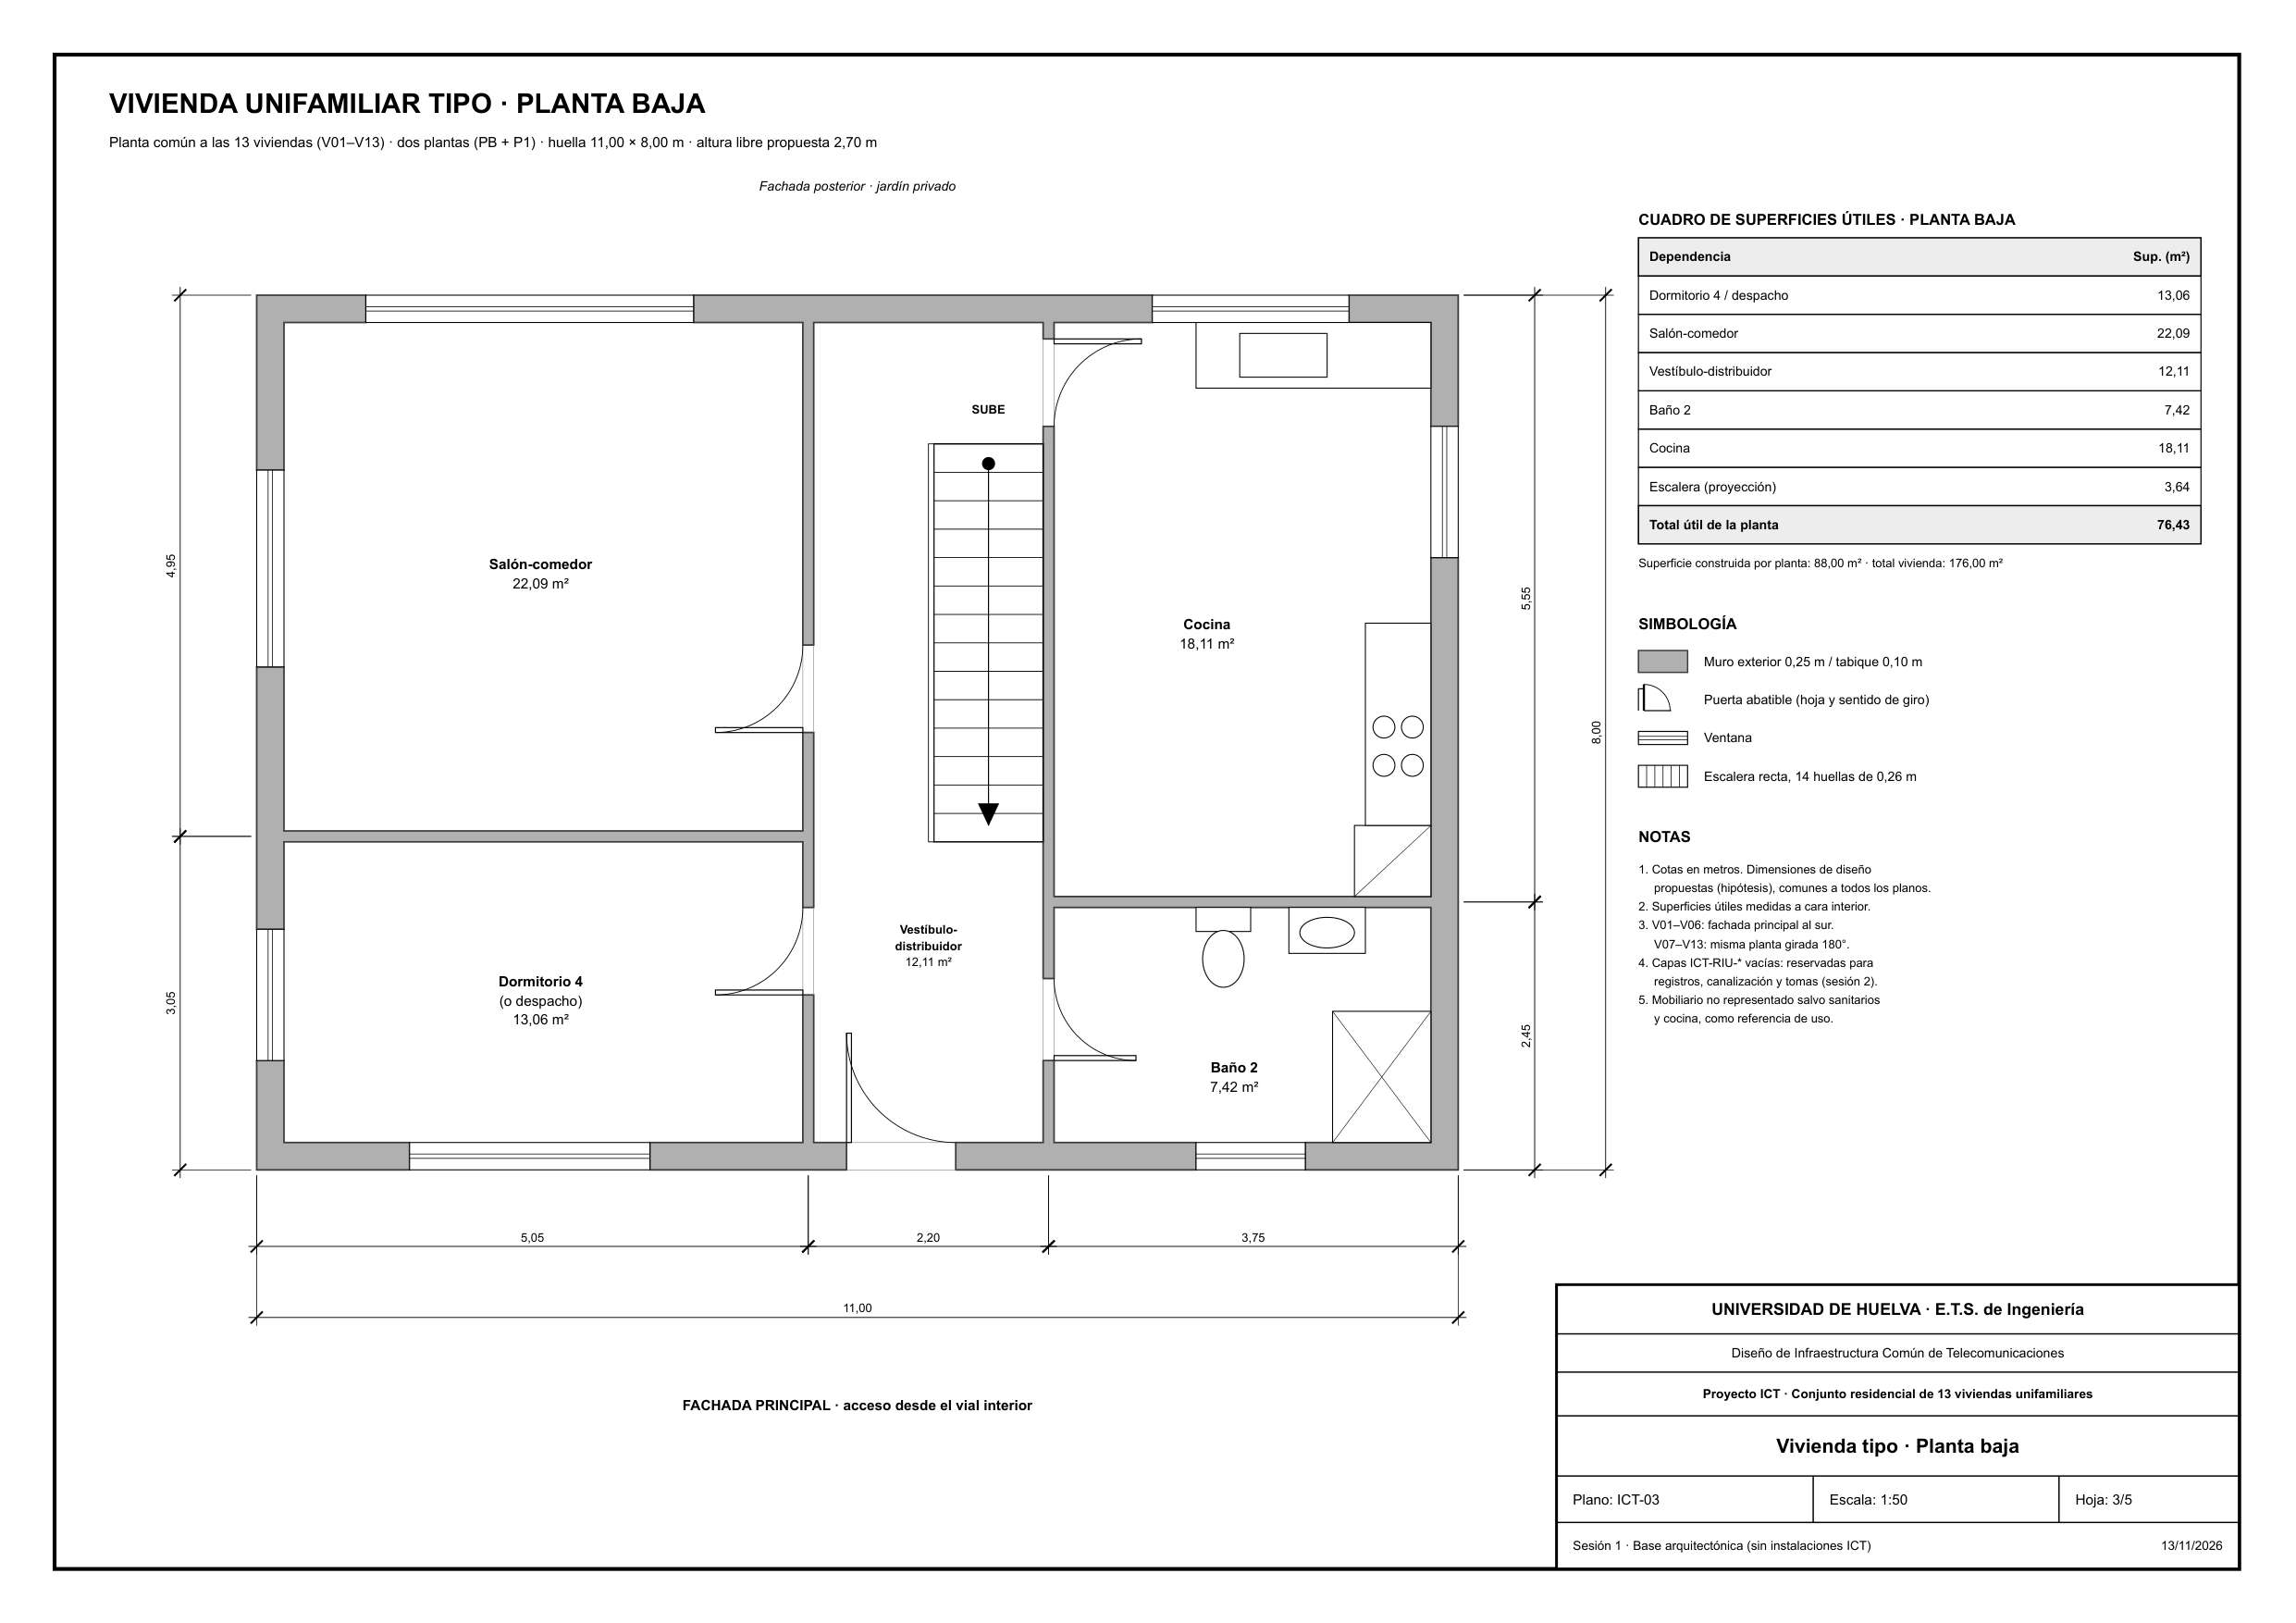 VIVIENDA UNIFAMILIAR TIPO · PLANTA BAJA
Planta común a las 13 viviendas (V01–V13) · dos plantas (PB + P1) · huella 11,00 × 8,00 m · altura libre propuesta 2,70 m
Fachada posterior · jardín privado
SUBE
Salón-comedor
22,09 m²
Cocina
18,11 m²
Vestíbulo-
distribuidor
12,11 m²
Dormitorio 4
(o despacho)
13,06 m²
Baño 2
7,42 m²
4,95
3,05
5,55
2,45
8,00
5,05
2,20
3,75
11,00
FACHADA PRINCIPAL · acceso desde el vial interior
CUADRO DE SUPERFICIES ÚTILES · PLANTA BAJA
Dependencia Sup. (m²)
Dormitorio 4 / despacho 13,06
Salón-comedor 22,09
Vestíbulo-distribuidor 12,11
Baño 2 7,42
Cocina 18,11
Escalera (proyección) 3,64
Total útil de la planta 76,43
Superficie construida por planta: 88,00 m² · total vivienda: 176,00 m²
SIMBOLOGÍA
Muro exterior 0,25 m / tabique 0,10 m
Puerta abatible (hoja y sentido de giro)
Ventana
Escalera recta, 14 huellas de 0,26 m
NOTAS
1. Cotas en metros. Dimensiones de diseño
propuestas (hipótesis), comunes a todos los planos.
2. Superficies útiles medidas a cara interior.
3. V01–V06: fachada principal al sur.
V07–V13: misma planta girada 180°.
4. Capas ICT-RIU-* vacías: reservadas para
registros, canalización y tomas (sesión 2).
5. Mobiliario no representado salvo sanitarios
y cocina, como referencia de uso.
UNIVERSIDAD DE HUELVA · E.T.S. de Ingeniería
Diseño de Infraestructura Común de Telecomunicaciones
Proyecto ICT · Conjunto residencial de 13 viviendas unifamiliares
Vivienda tipo · Planta baja
Plano: ICT-03 Escala: 1:50 Hoja: 3/5
Sesión 1 · Base arquitectónica (sin instalaciones ICT) 13/11/2026